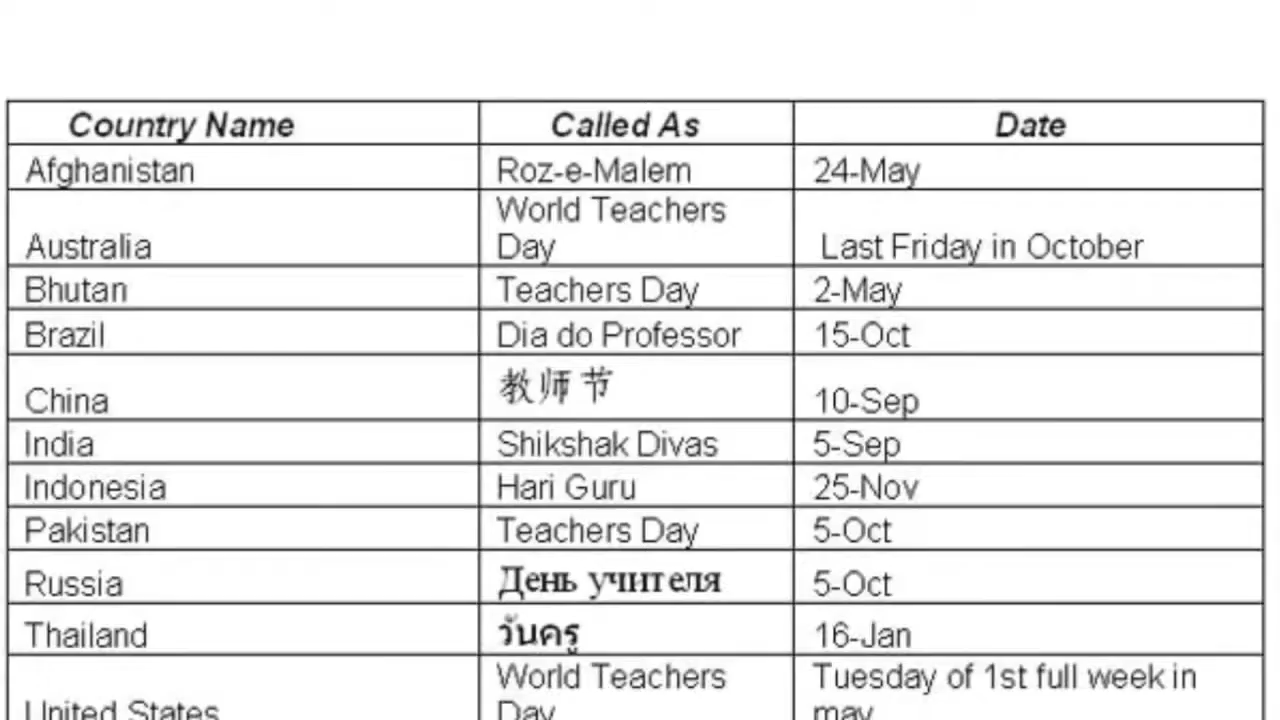 Country Name Called As Date
Afghanistan Roz-e-Malem 24-May
World Teachers
Australia Day Last Friday in October
Bhutan Teachers Day 2-May
Brazil Dia do Professor 15-Oct
China 教师节 10-Sep
India Shikshak Divas 5-Sep
Indonesia Hari Guru 25-Nov
Pakistan Teachers Day 5-Oct
Russia День учителя 5-Oct
Thailand วันครู 16-Jan
World Teachers Tuesday of 1st full week in
United States Day may